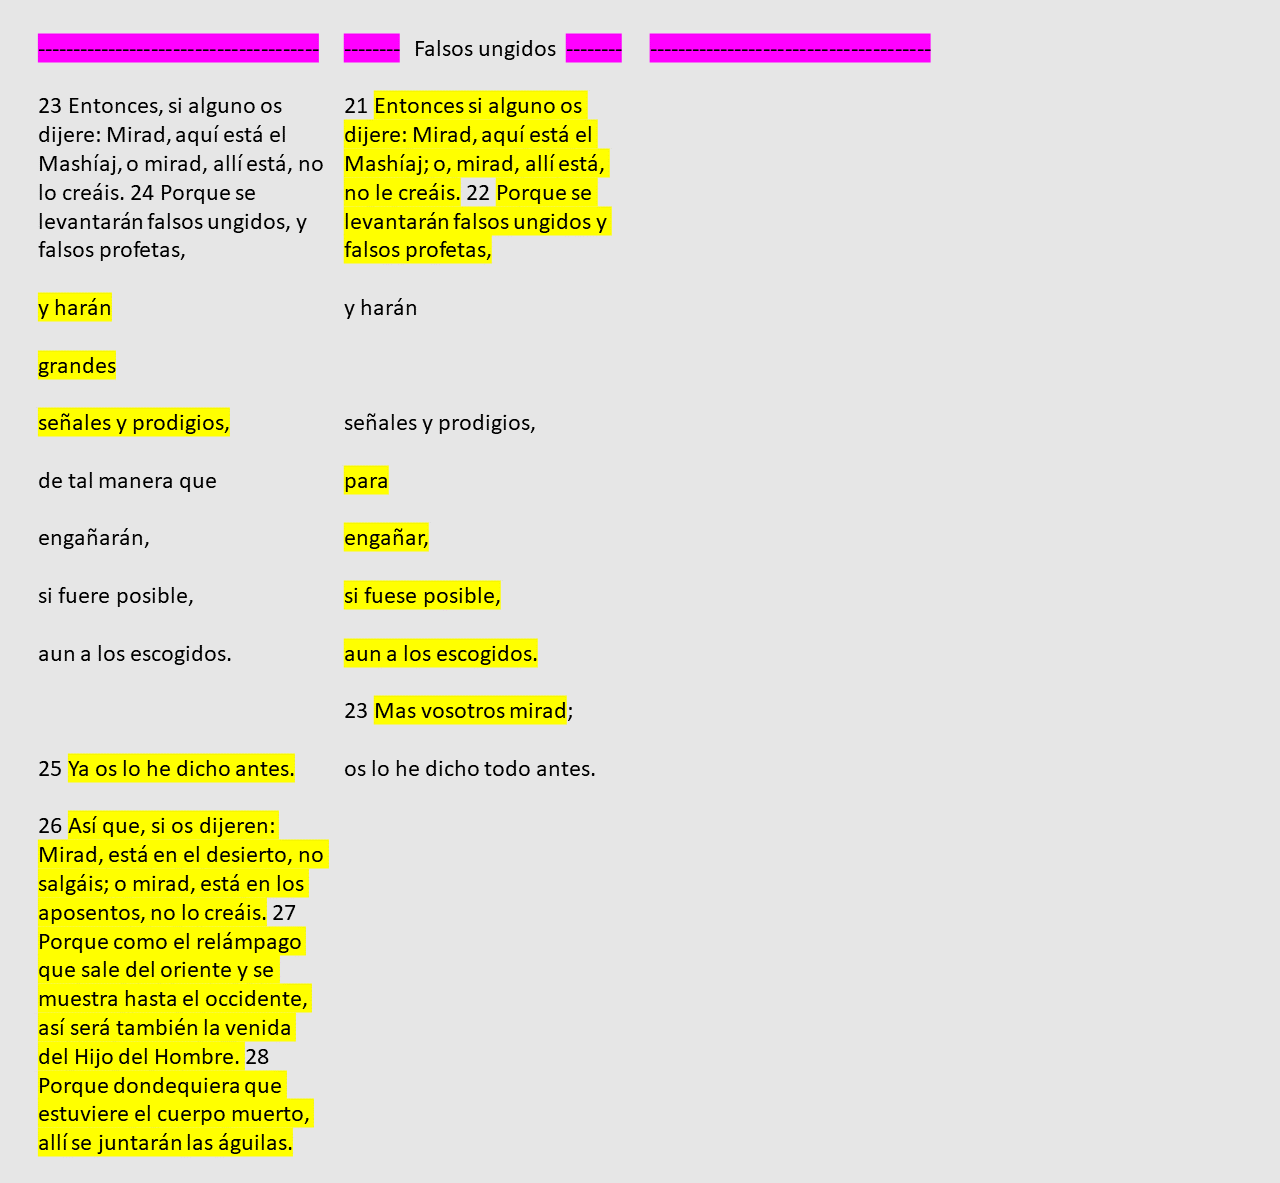 ------------------------------------- -------- Falsos ungidos -------- -------------------------------------
23 Entonces, si alguno os
dijere: Mirad, aquí está el
Mashíaj, o mirad, allí está, no
lo creáis. 24 Porque se
levantarán falsos ungidos, y
falsos profetas,
y harán
grandes
señales y prodigios,
de tal manera que
engañarán,
si fuere posible,
aun a los escogidos.
25 Ya os lo he dicho antes.
26 Así que, si os dijeren:
Mirad, está en el desierto, no
salgáis; o mirad, está en los
aposentos, no lo creáis. 27
Porque como el relámpago
que sale del oriente y se
muestra hasta el occidente,
así será también la venida
del Hijo del Hombre. 28
Porque dondequiera que
estuviere el cuerpo muerto,
allí se juntarán las águilas.
21 Entonces si alguno os
dijere: Mirad, aquí está el
Mashíaj; o, mirad, allí está,
no le creáis. 22 Porque se
levantarán falsos ungidos y
falsos profetas,
y harán
señales y prodigios,
para
engañar,
si fuese posible,
aun a los escogidos.
23 Mas vosotros mirad;
os lo he dicho todo antes.